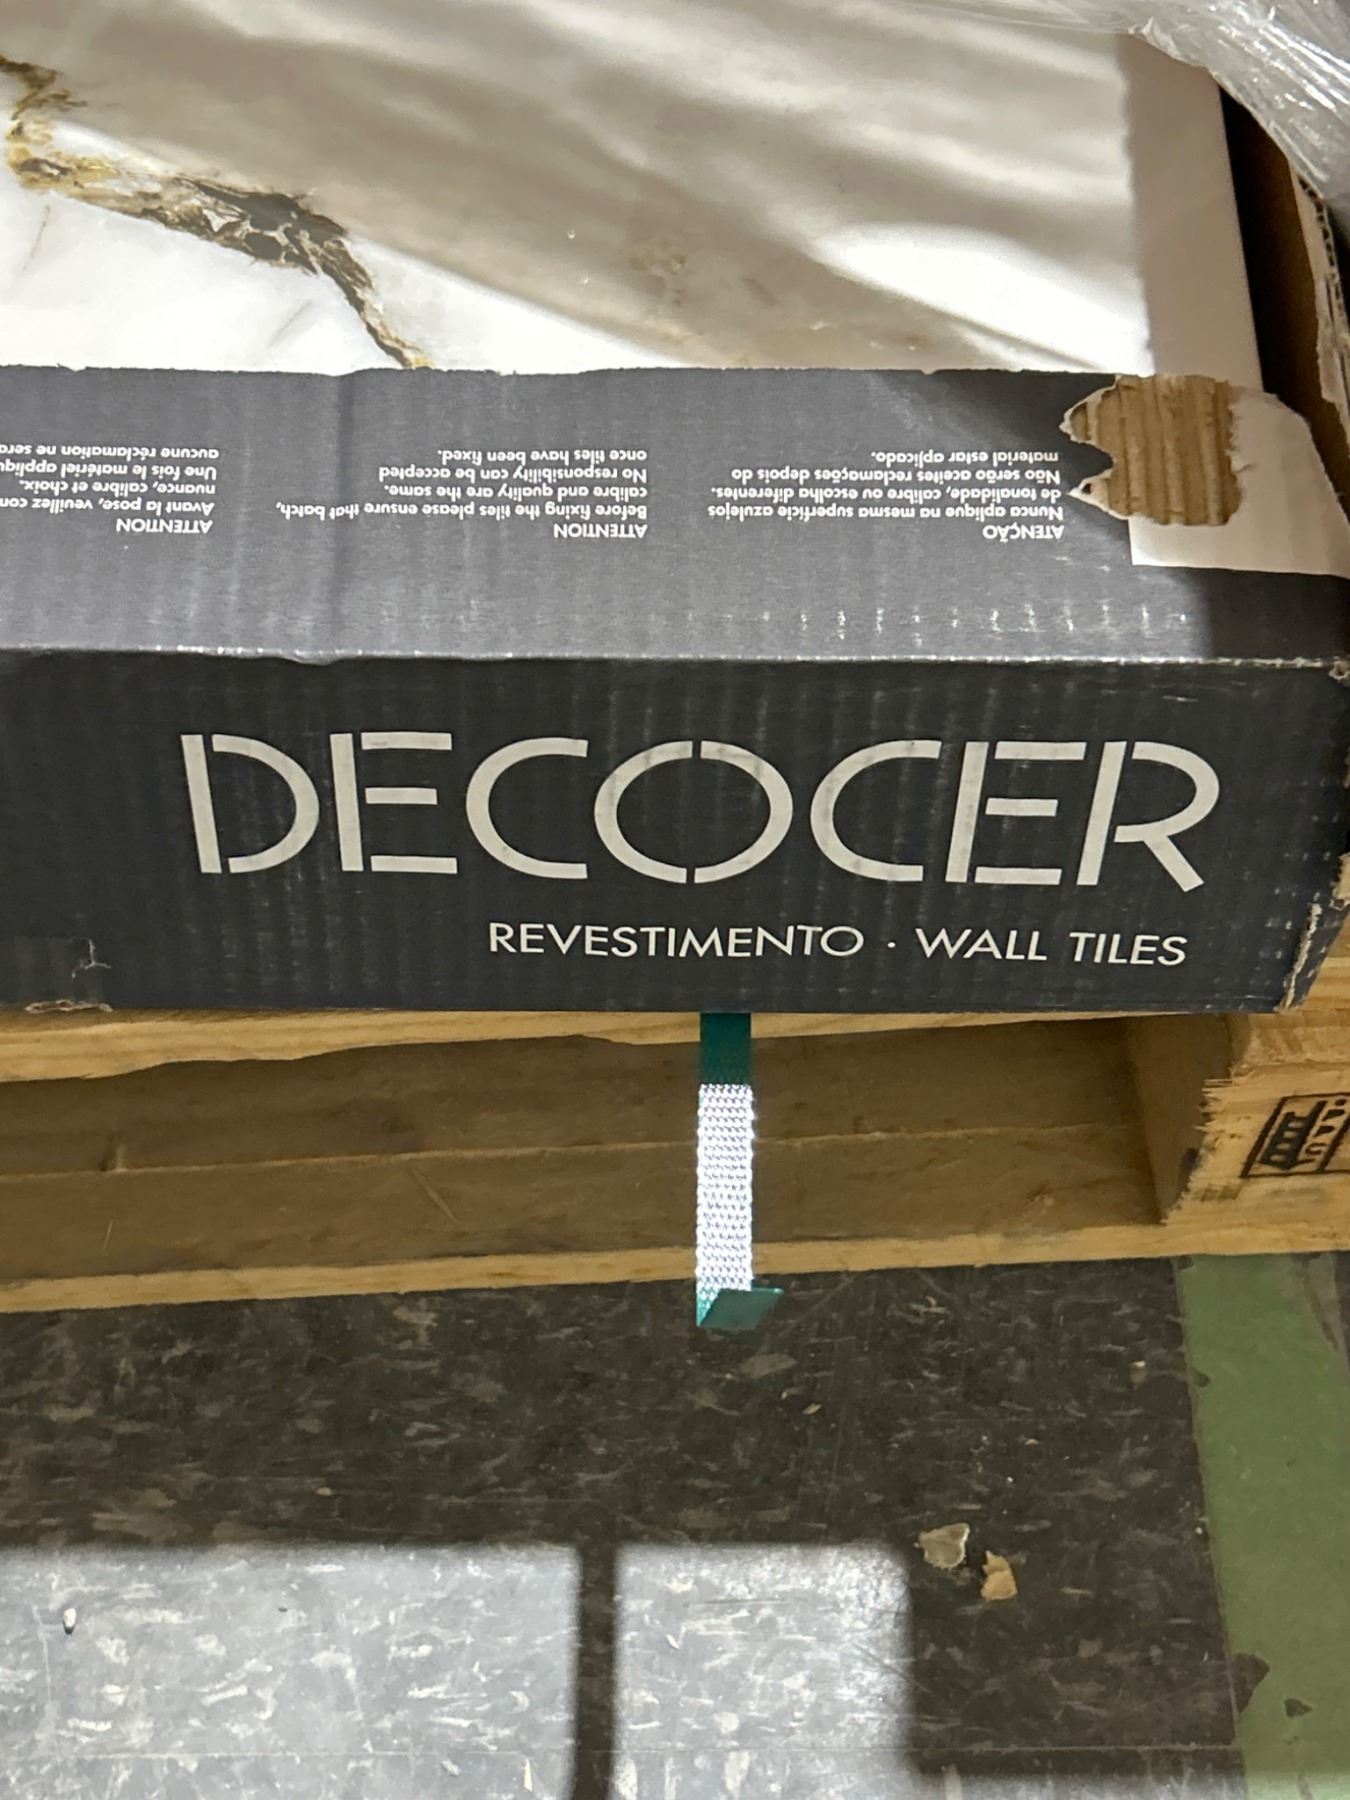 ATENÇÃO
Nunca aplique na mesma superfície azulejos
de tonalidade, calibre ou escolha diferentes.
Não serão aceites reclamações depois do
material estar aplicado.
ATTENTION
Before fixing the tiles please ensure that batch,
calibre and quality are the same.
No responsibility can be accepted
once tiles have been fixed.
ATTENTION
Avant la pose, veuillez
nuance, calibre et choix.
Une fois le matériel
aucune réclamation ne
DECOCER
REVESTIMENTO · WALL TILES
IPPC